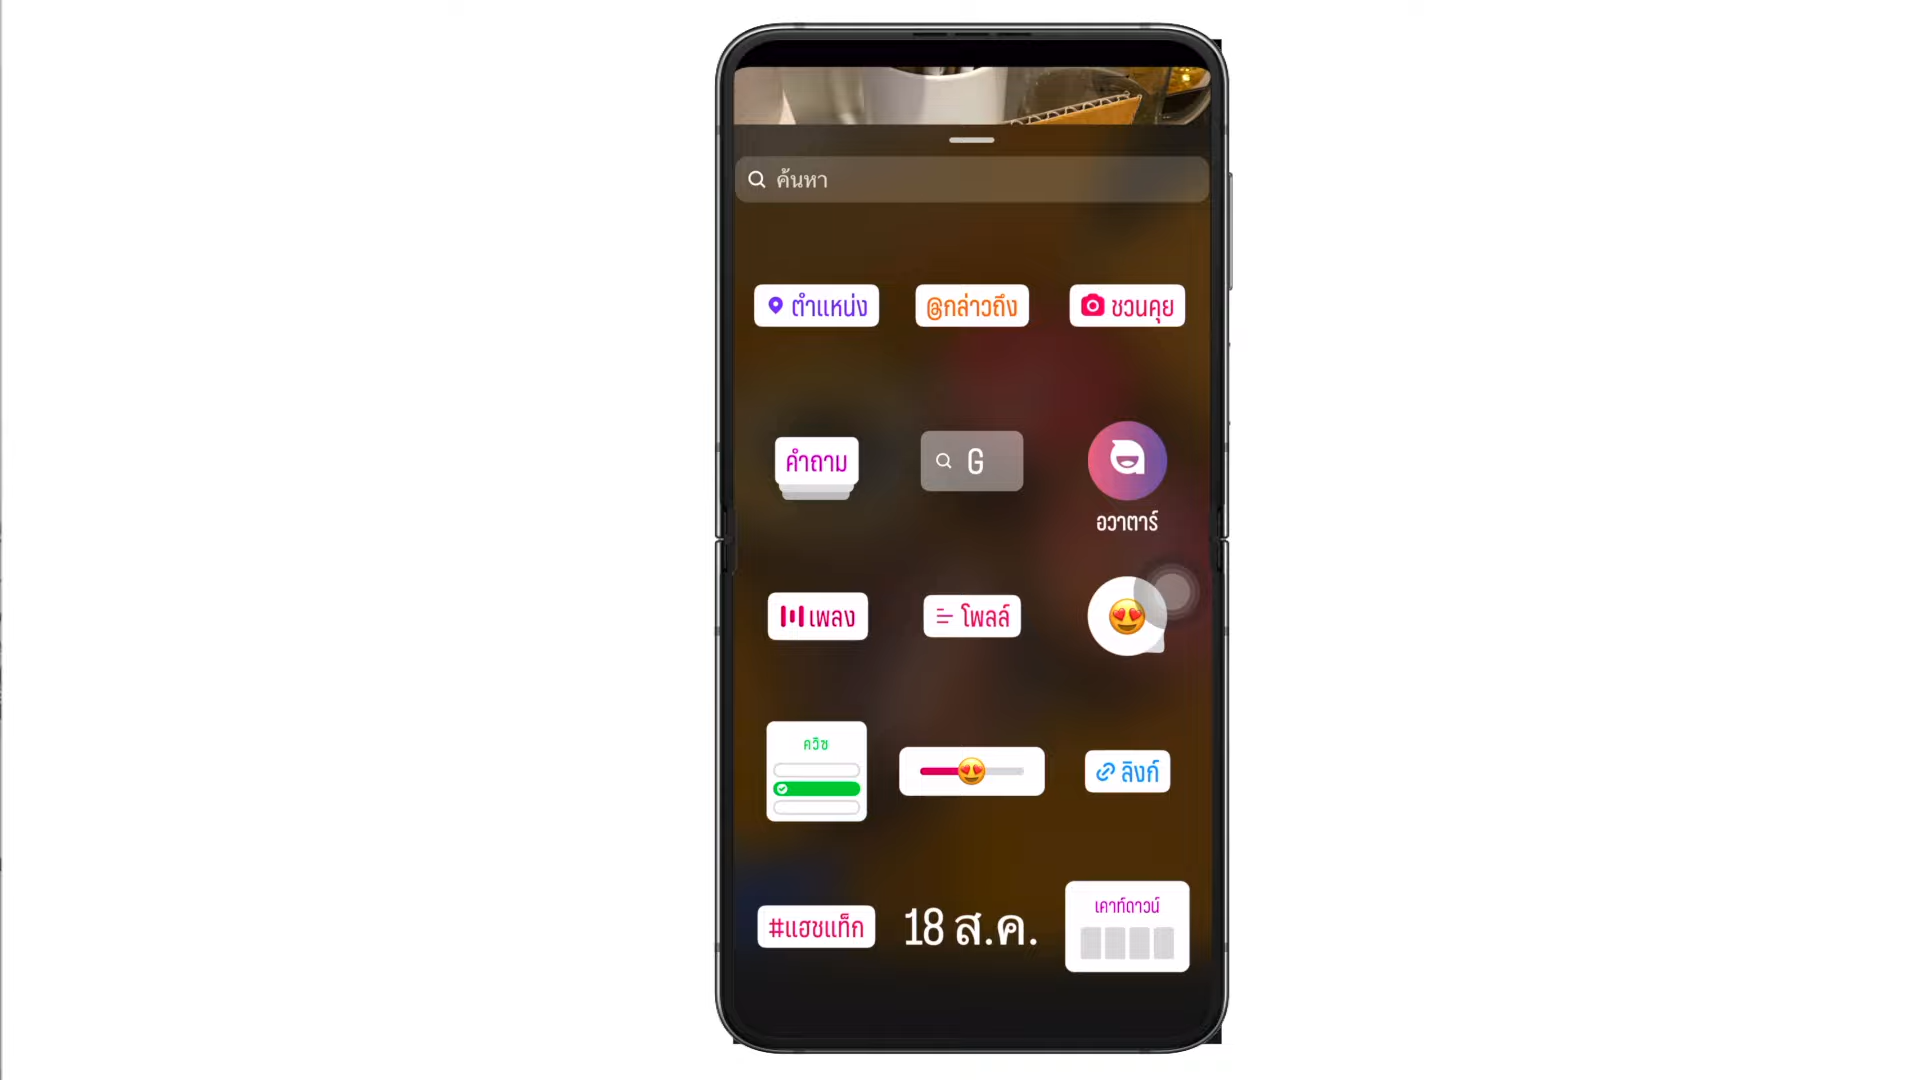 ค้นหา
ตำแหน่ง
@กล่าวถึง
ชวนคุย
คำถาม
G
อวาตาร์
เพลง
โพลล์
ควิซ
ลิงก์
#แฮชแท็ก
18 ส.ค.
เคาท์ดาวน์